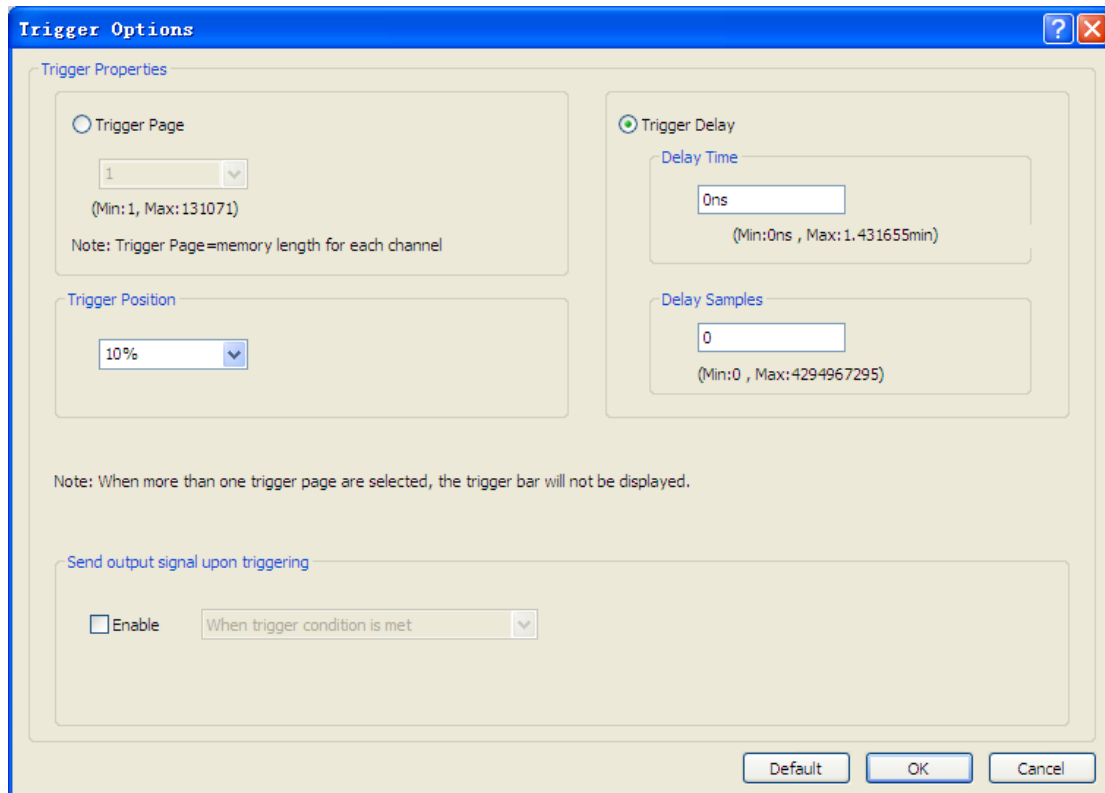 Trigger Options
Trigger Properties
Trigger Page
1
(Min:1, Max:131071)
Note: Trigger Page=memory length for each channel
Trigger Position
10%
Trigger Delay
Delay Time
0ns
(Min:0ns , Max:1.431655min)
Delay Samples
0
(Min:0 , Max:4294967295)
Note: When more than one trigger page are selected, the trigger bar will not be displayed.
Send output signal upon triggering
Enable
When trigger condition is met
Default
OK
Cancel